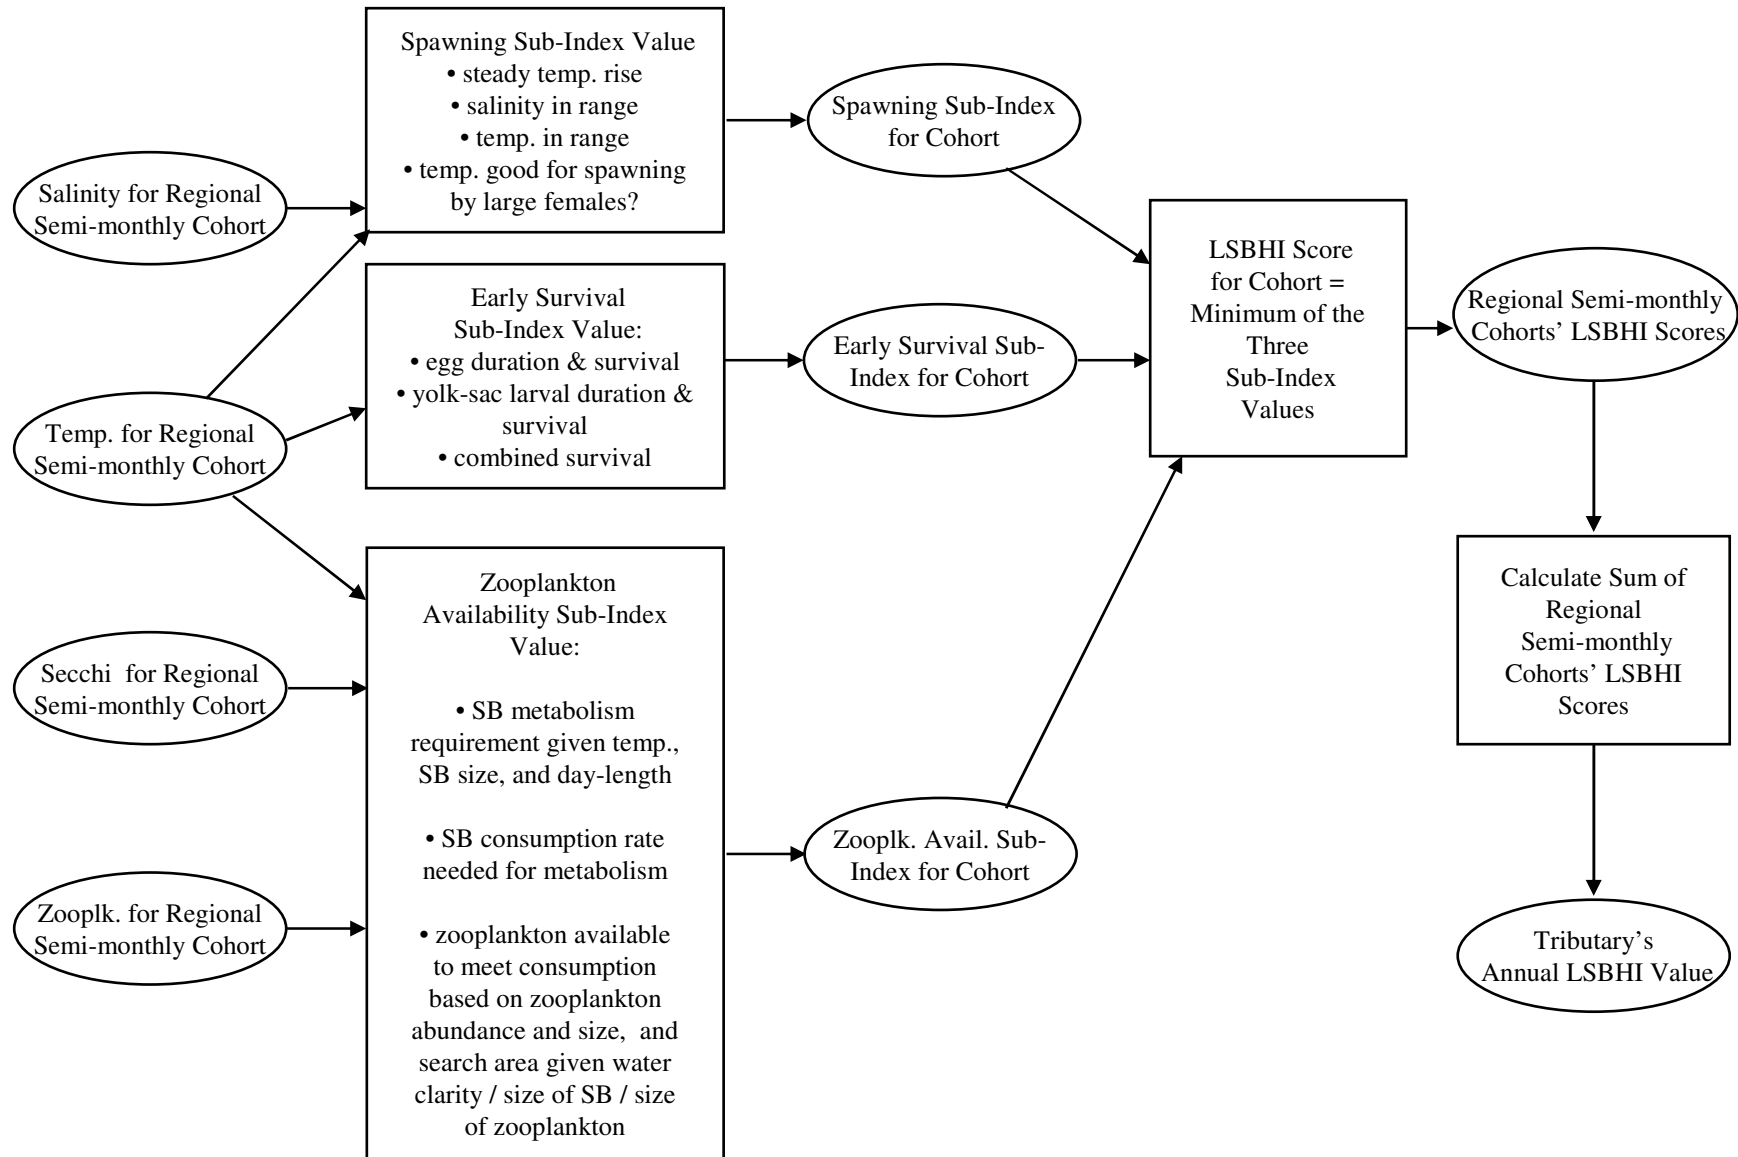 Spawning Sub-Index Value
• steady temp. rise
• salinity in range
• temp. in range
• temp. good for spawning
by large females?
Spawning Sub-Index
for Cohort
Salinity for Regional
Semi-monthly Cohort
LSBHI Score
for Cohort =
Minimum of the
Three
Sub-Index
Values
Regional Semi-monthly
Cohorts’ LSBHI Scores
Early Survival
Sub-Index Value:
• egg duration & survival
• yolk-sac larval duration &
survival
• combined survival
Early Survival Sub-
Index for Cohort
Temp. for Regional
Semi-monthly Cohort
Zooplankton
Availability Sub-Index
Value:
• SB metabolism
requirement given temp.,
SB size, and day-length
• SB consumption rate
needed for metabolism
• zooplankton available
to meet consumption
based on zooplankton
abundance and size,  and
search area given water
clarity / size of SB / size
of zooplankton
Calculate Sum of
Regional
Semi-monthly
Cohorts’ LSBHI
Scores
Secchi  for Regional
Semi-monthly Cohort
Zooplk. Avail. Sub-
Index for Cohort
Zooplk. for Regional
Semi-monthly Cohort
Tributary’s
Annual LSBHI Value